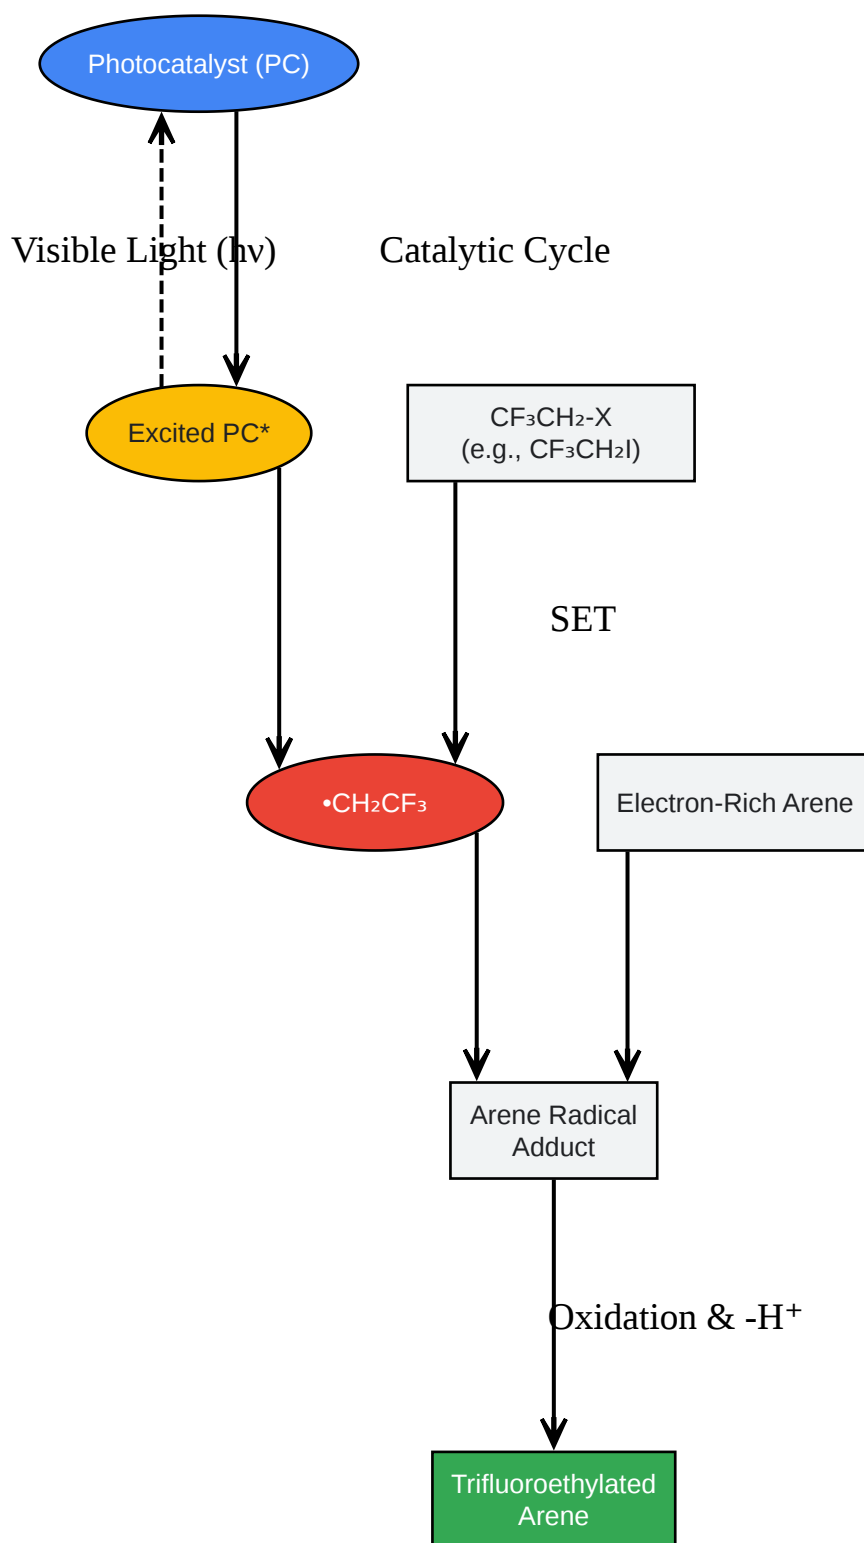 Photocatalyst (PC)
Visible Light (hν)
Catalytic Cycle
Excited PC*
CF₃CH₂-X
(e.g., CF₃CH₂I)
SET
•CH₂CF₃
Electron-Rich Arene
Arene Radical
Adduct
Oxidation & -H⁺
Trifluoroethylated
Arene